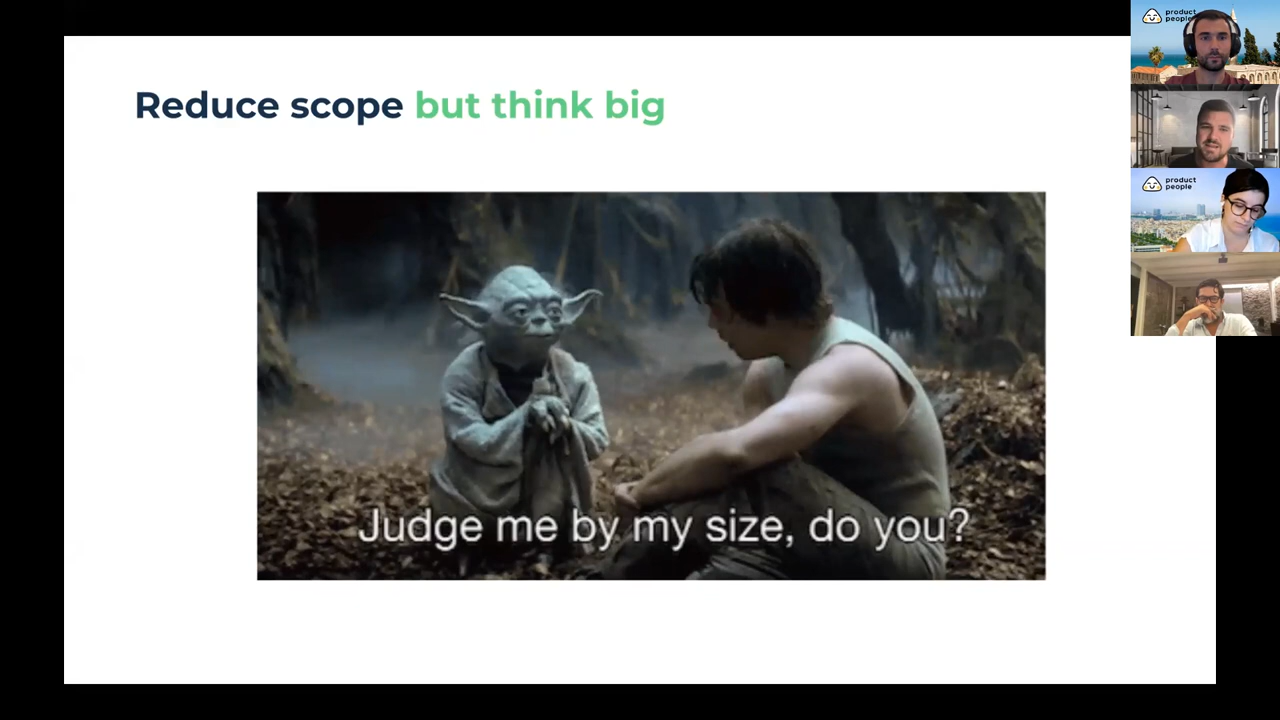 Reduce scope but think big
Judge me by my size, do you?
product
people
product
people